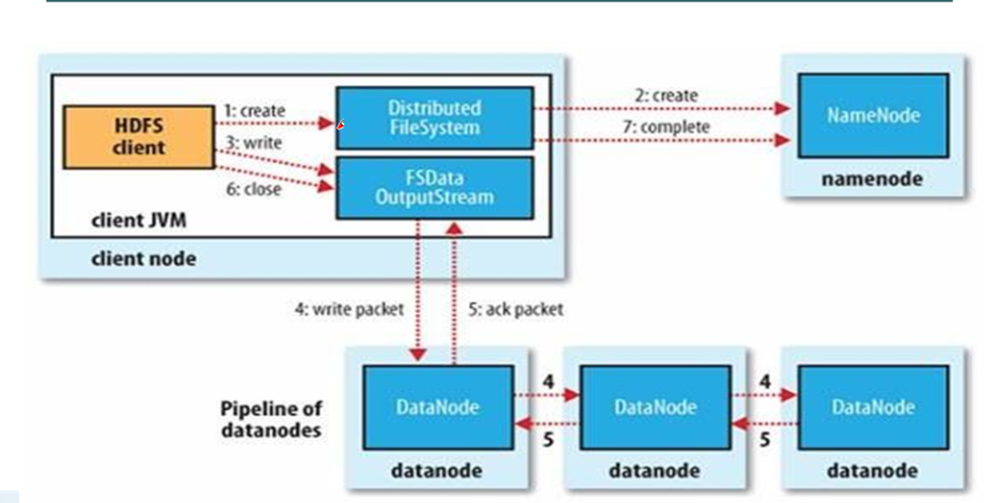 1: create
Distributed
FileSystem
2: create
NameNode
HDFS
client
3: write
7: complete
6: close
FSData
OutputStream
namenode
client JVM
client node
4: write packet
5: ack packet
Pipeline of
datanodes
DataNode
4
5
DataNode
4
5
DataNode
datanode
datanode
datanode